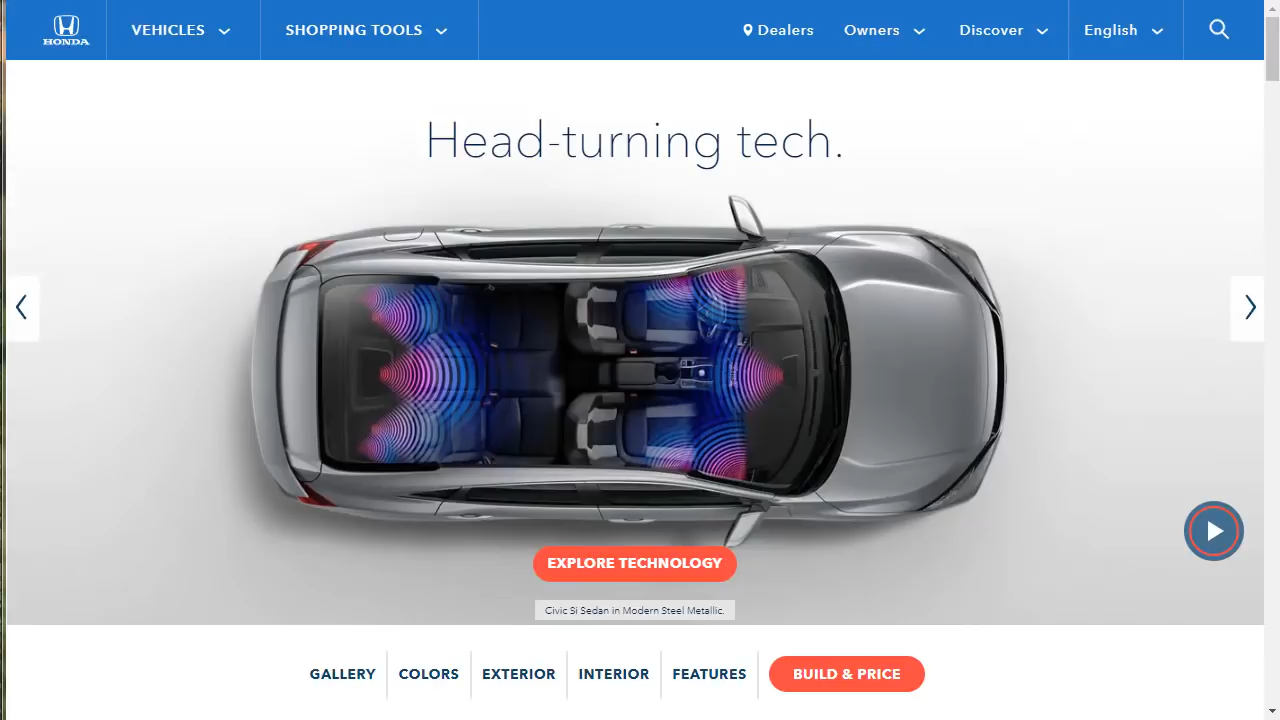 HONDA
VEHICLES
SHOPPING TOOLS
Dealers
Owners
Discover
English
Head-turning tech.
EXPLORE TECHNOLOGY
Civic Si Sedan in Modern Steel Metallic.
GALLERY
COLORS
EXTERIOR
INTERIOR
FEATURES
BUILD & PRICE